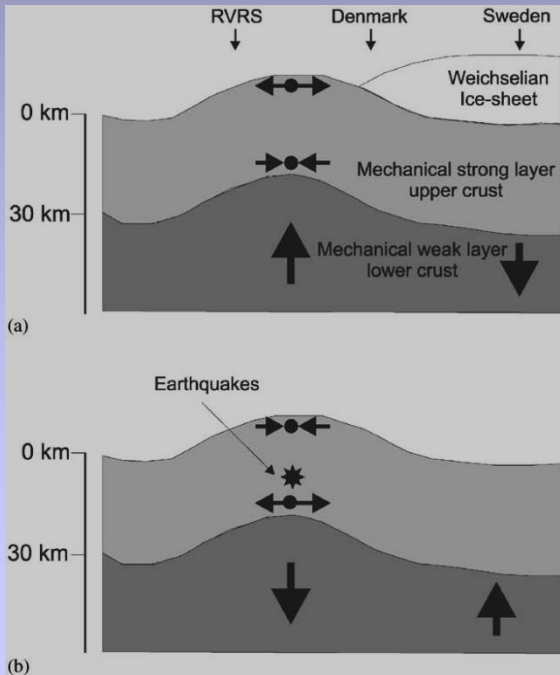 RVRS Denmark Sweden
Weichselian
Ice-sheet
0 km
Mechanical strong layer
upper crust
30 km
Mechanical weak layer
lower crust
(a)
Earthquakes
0 km
30 km
(b)